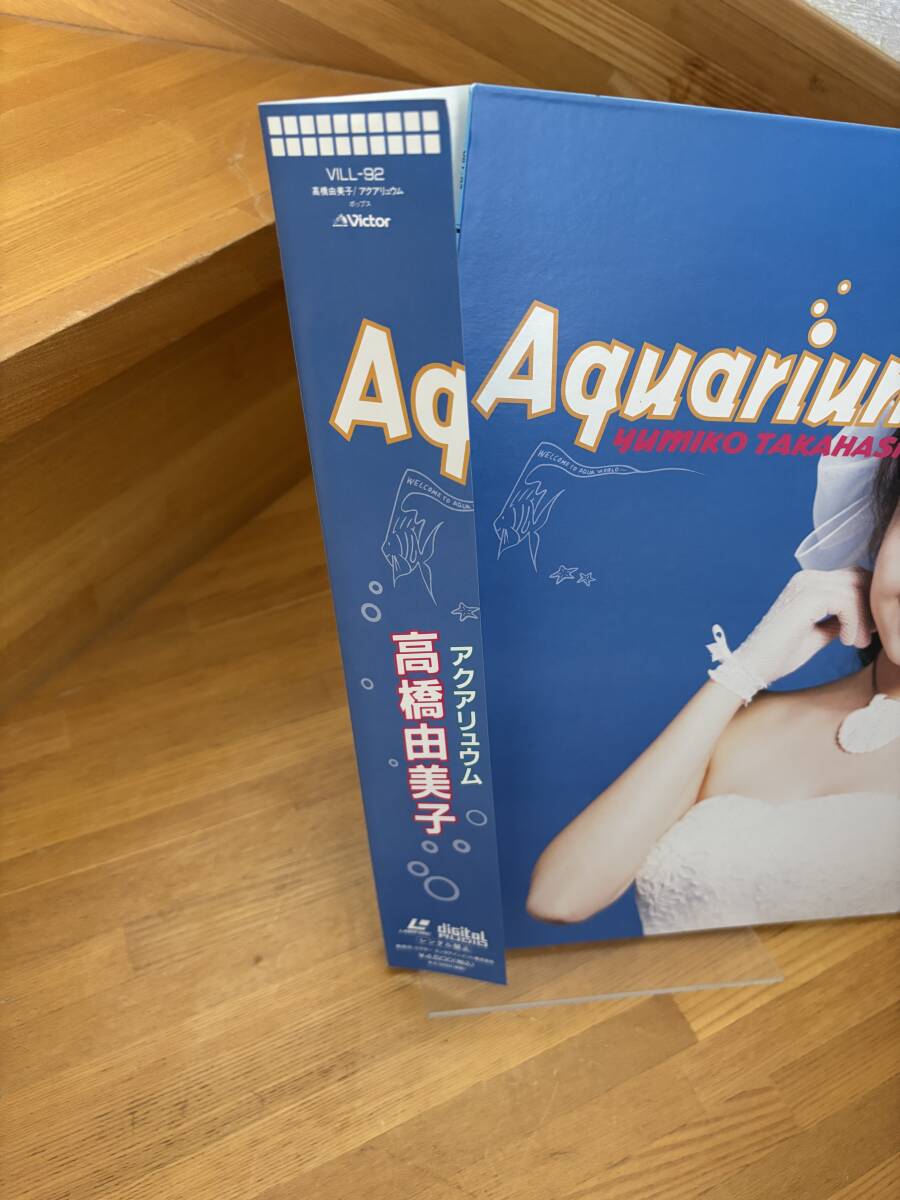 VILL-92
高橋由美子/アクアリュウム
ポップス
Victor
Aq
WELCOME TO AQUA
アクアリュウム
高橋由美子
digital
レンタル禁止
Aquariu
YUMIKO TAKAHAS
WELCOME TO AQUA WORLD